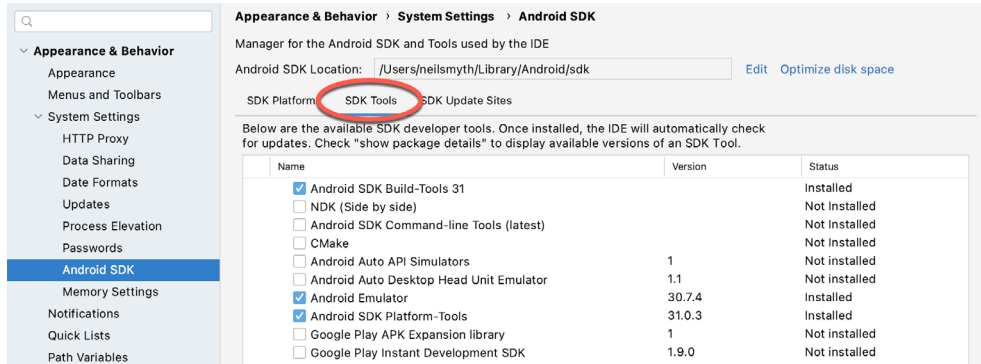 Appearance & Behavior
Appearance
Menus and Toolbars
System Settings
HTTP Proxy
Data Sharing
Date Formats
Updates
Process Elevation
Passwords
Android SDK
Memory Settings
Notifications
Quick Lists
Path Variables
Appearance & Behavior › System Settings › Android SDK
Manager for the Android SDK and Tools used by the IDE
Android SDK Location: /Users/neilsmyth/Library/Android/sdk Edit Optimize disk space
SDK Platform SDK Tools SDK Update Sites
Below are the available SDK developer tools. Once installed, the IDE will automatically check
for updates. Check "show package details" to display available versions of an SDK Tool.
Name Version Status
Android SDK Build-Tools 31 Installed
NDK (Side by side) Not Installed
Android SDK Command-line Tools (latest) Not Installed
CMake Not Installed
Android Auto API Simulators 1 Not installed
Android Auto Desktop Head Unit Emulator 1.1 Not installed
Android Emulator 30.7.4 Installed
Android SDK Platform-Tools 31.0.3 Installed
Google Play APK Expansion library 1 Not installed
Google Play Instant Development SDK 1.9.0 Not installed